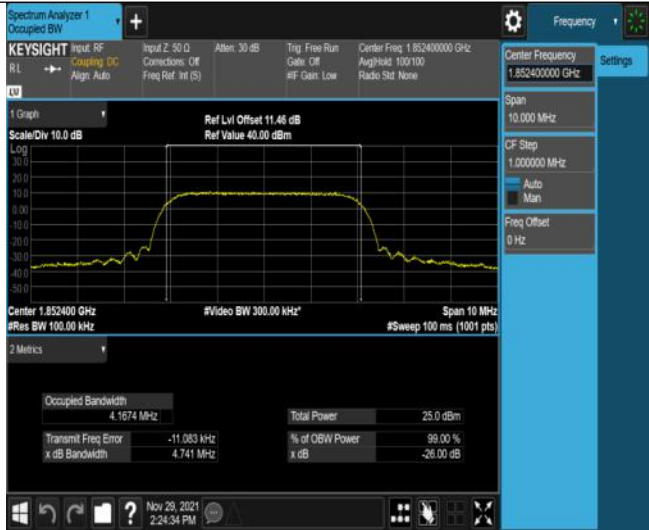 Spectrum Analyzer 1
Occupied BW
Frequency
KEYSIGHT
Input: RF
Input Z: 50 Ω
Atten: 30 dB
Trig: Free Run
Center Freq: 1.852400000 GHz
R L
Coupling: DC
Corrections: Off
Gate: Off
Avg|Hold: 100/100
Align: Auto
Freq Ref: Int (S)
#IF Gain: Low
Radio Std: None
LV
Center Frequency
1.852400000 GHz
Settings
Span
10.000 MHz
CF Step
1.000000 MHz
Auto
Man
Freq Offset
0 Hz
1 Graph
Ref Lvl Offset 11.46 dB
Scale/Div 10.0 dB
Ref Value 40.00 dBm
Log
30.0
20.0
10.0
0.00
-10.0
-20.0
-30.0
-40.0
-50.0
Center 1.852400 GHz
#Video BW 300.00 kHz*
Span 10 MHz
#Res BW 100.00 kHz
#Sweep 100 ms (1001 pts)
2 Metrics
Occupied Bandwidth
4.1674 MHz
Total Power
25.0 dBm
Transmit Freq Error
-11.083 kHz
% of OBW Power
99.00 %
x dB Bandwidth
4.741 MHz
x dB
-26.00 dB
?
Nov 29, 2021
2:24:34 PM